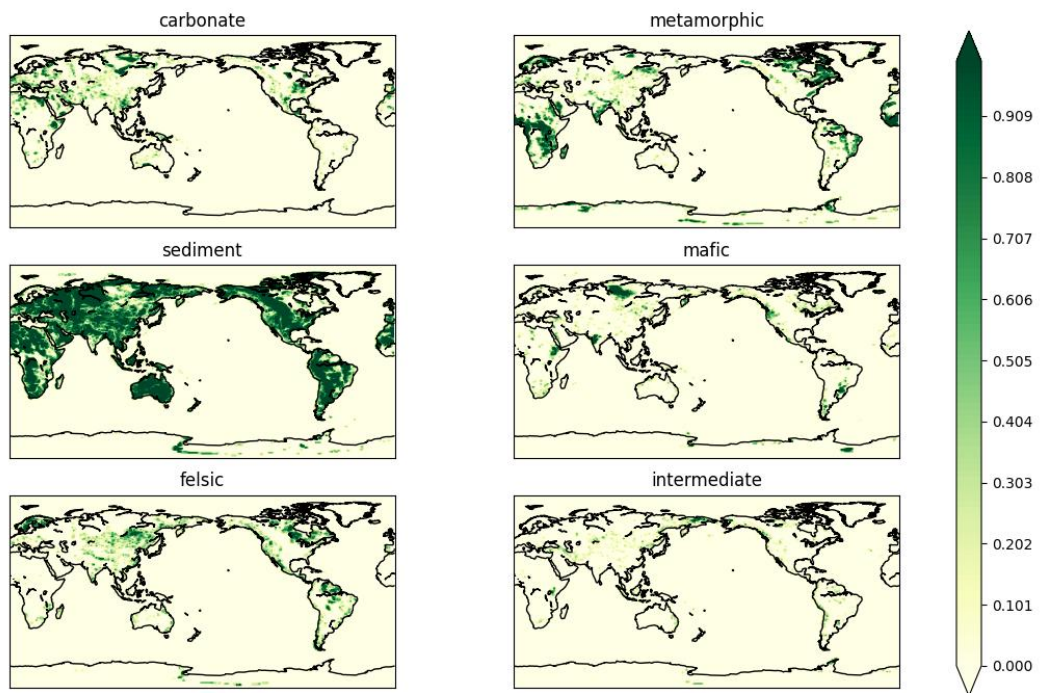 carbonate
metamorphic
sediment
mafic
felsic
intermediate
0.909
0.808
0.707
0.606
0.505
0.404
0.303
0.202
0.101
0.000